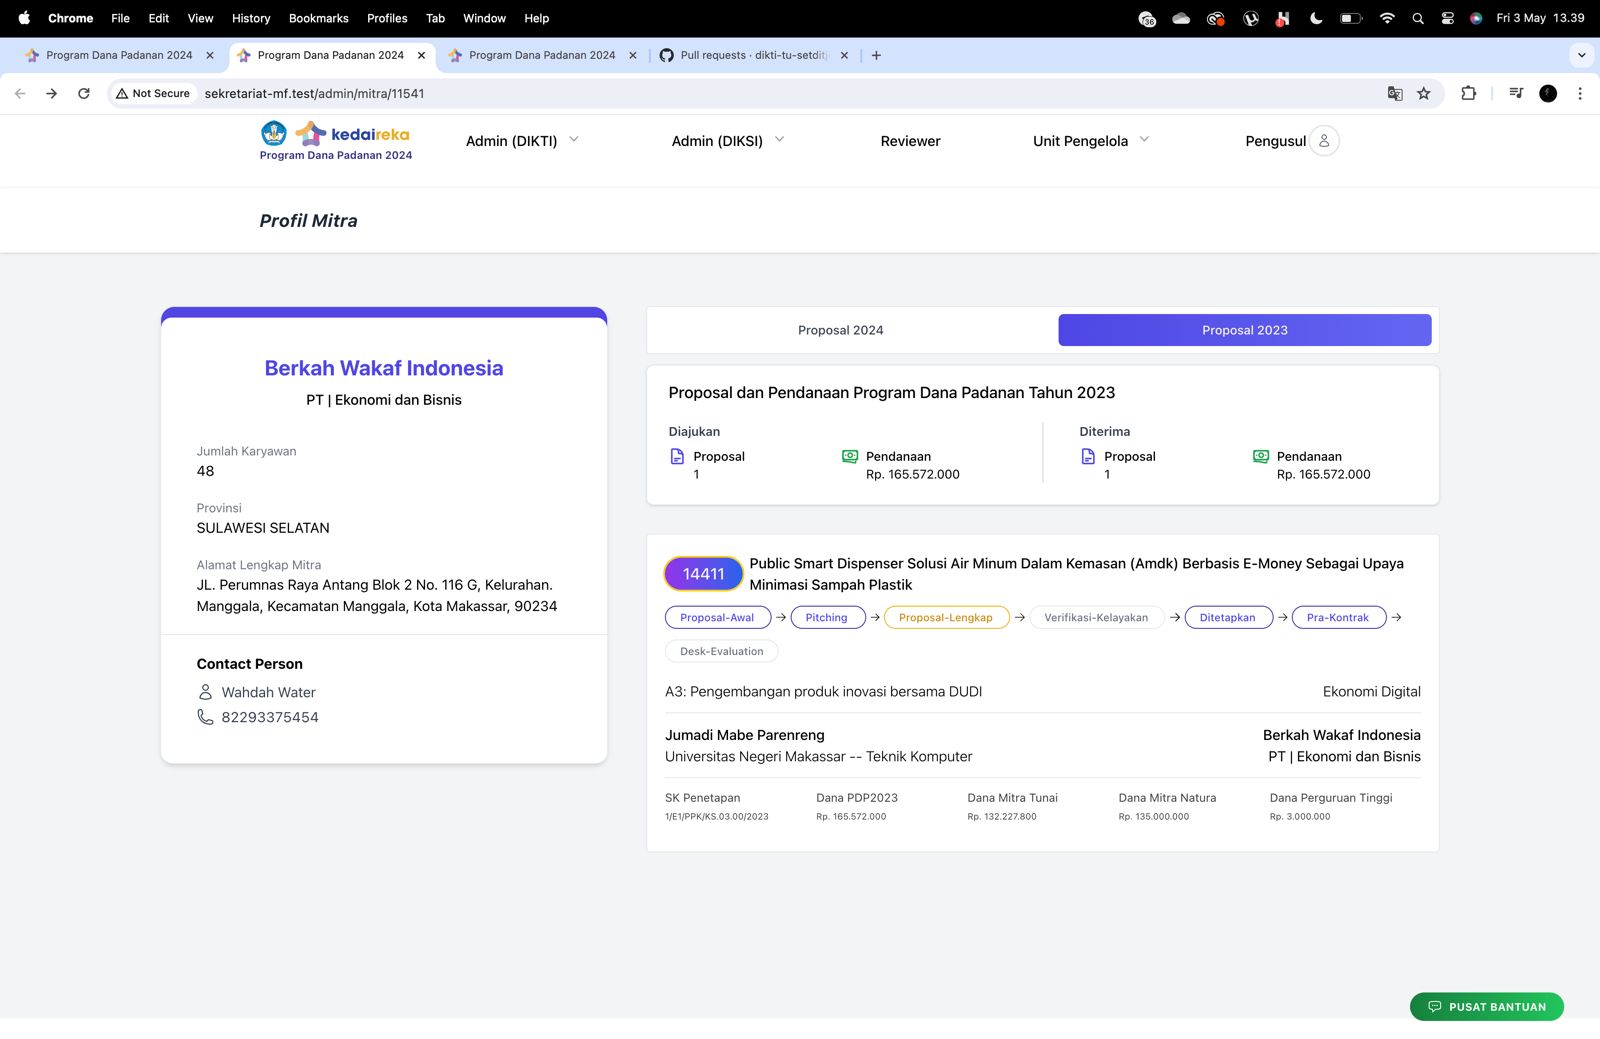 Chrome File Edit View History Bookmarks Profiles Tab Window Help 36 Fri 3 May 13.39
Program Dana Padanan 2024 Program Dana Padanan 2024 Program Dana Padanan 2024 Pull requests · dikti-tu-setditj
Not Secure sekretariat-mf.test/admin/mitra/11541
kedaireka
Program Dana Padanan 2024
Admin (DIKTI) Admin (DIKSI) Reviewer Unit Pengelola Pengusul
Profil Mitra
Berkah Wakaf Indonesia
PT | Ekonomi dan Bisnis
Jumlah Karyawan
48
Provinsi
SULAWESI SELATAN
Alamat Lengkap Mitra
JL. Perumnas Raya Antang Blok 2 No. 116 G, Kelurahan.
Manggala, Kecamatan Manggala, Kota Makassar, 90234
Contact Person
Wahdah Water
82293375454
Proposal 2024 Proposal 2023
Proposal dan Pendanaan Program Dana Padanan Tahun 2023
Diajukan Diterima
Proposal Pendanaan Proposal Pendanaan
1 Rp. 165.572.000 1 Rp. 165.572.000
14411
Public Smart Dispenser Solusi Air Minum Dalam Kemasan (Amdk) Berbasis E-Money Sebagai Upaya
Minimasi Sampah Plastik
Proposal-Awal → Pitching → Proposal-Lengkap → Verifikasi-Kelayakan → Ditetapkan → Pra-Kontrak →
Desk-Evaluation
A3: Pengembangan produk inovasi bersama DUDI Ekonomi Digital
Jumadi Mabe Parenreng Berkah Wakaf Indonesia
Universitas Negeri Makassar -- Teknik Komputer PT | Ekonomi dan Bisnis
SK Penetapan Dana PDP2023 Dana Mitra Tunai Dana Mitra Natura Dana Perguruan Tinggi
1/E1/PPK/KS.03.00/2023 Rp. 165.572.000 Rp. 132.227.800 Rp. 135.000.000 Rp. 3.000.000
PUSAT BANTUAN